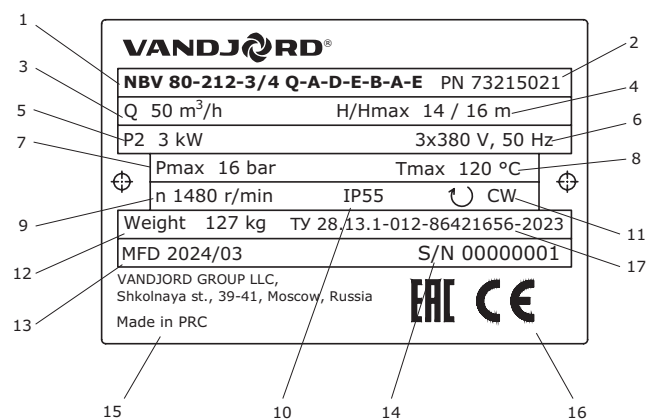 VANDJORD®
1
2
NBV 80-212-3/4 Q-A-D-E-B-A-E PN 73215021
3
Q 50 m³/h H/Hmax 14 / 16 m
4
5
P2 3 kW 3x380 V, 50 Hz
6
7
Pmax 16 bar Tmax 120 °C
8
9
n 1480 r/min IP55 CW
11
12
Weight 127 kg ТУ 28.13.1-012-86421656-2023
17
13
MFD 2024/03 S/N 00000001
VANDJORD GROUP LLC,
Shkolnaya st., 39-41, Moscow, Russia
Made in PRC
EAC CE
15 10 14 16